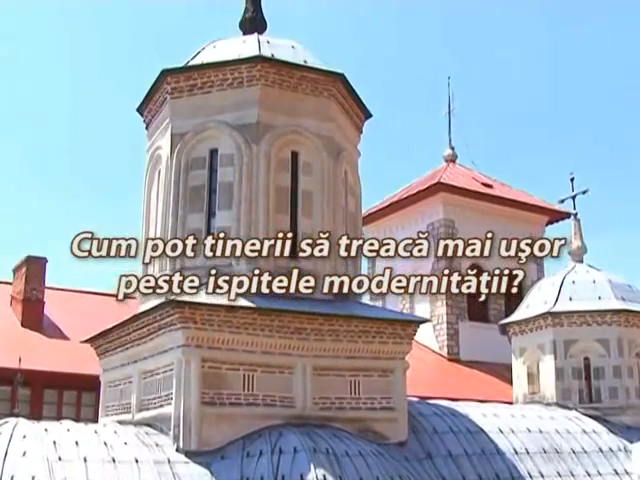 Cum pot tinerii să treacă mai uşor
peste ispitele modernităţii?